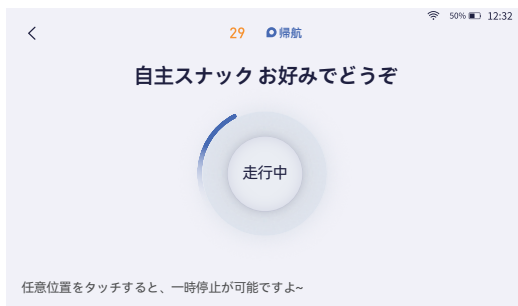 50% 12:32
29 帰航
自主スナック お好みでどうぞ
走行中
任意位置をタッチすると、一時停止が可能ですよ~